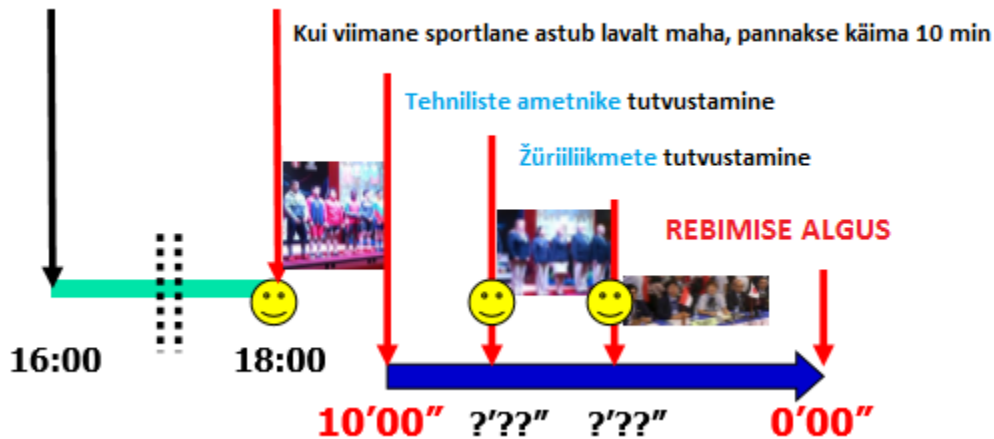 Kui viimane sportlane astub lavalt maha, pannakse käima 10 min
Tehniliste ametnike tutvustamine
Žüriiliikmete tutvustamine
REBIMISE ALGUS
16:00
18:00
10’00”
?’??”
?’??”
0’00”